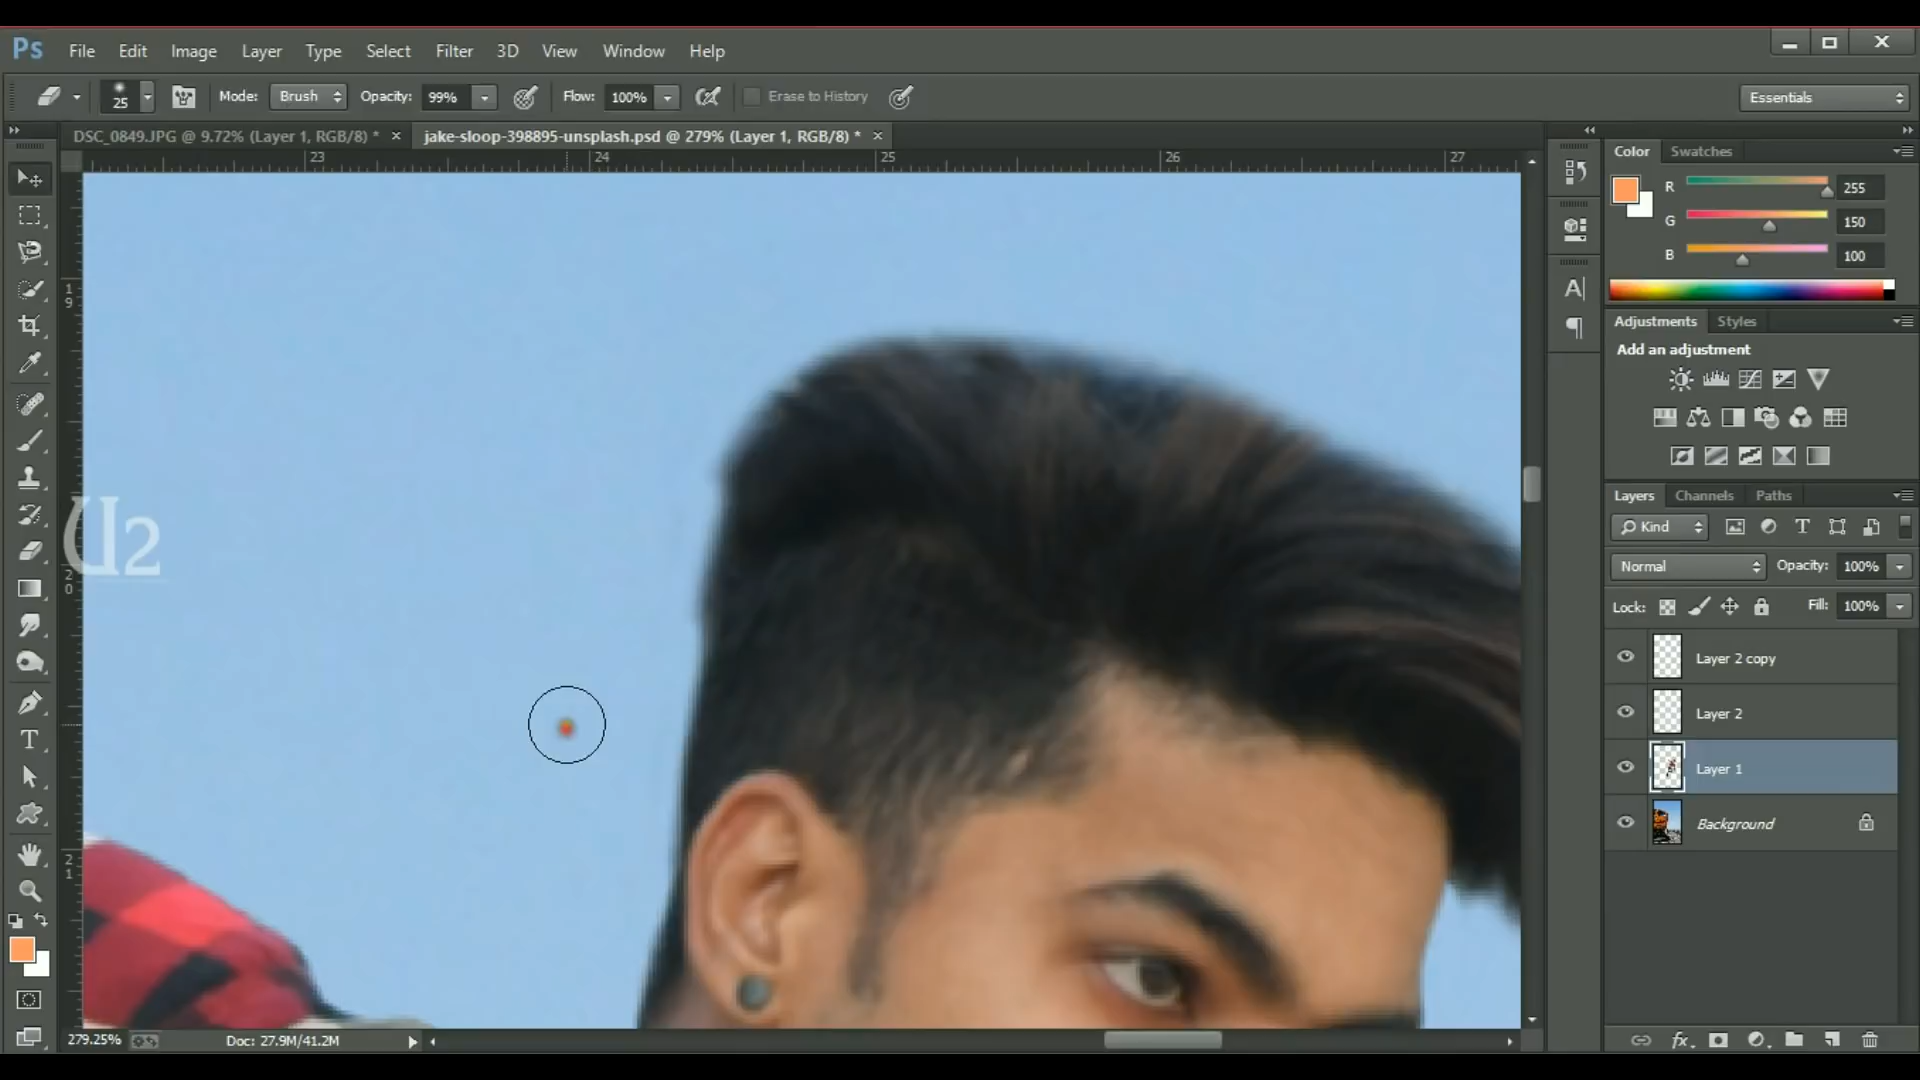 Ps File Edit Image Layer Type Select Filter 3D View Window Help
25 Mode: Brush Opacity: 99% Flow: 100% Erase to History Essentials
DSC_0849.JPG @ 9.72% (Layer 1, RGB/8) * × jake-sloop-398895-unsplash.psd @ 279% (Layer 1, RGB/8) * ×
23 24 25 26 27
19
20
21
Color Swatches
R 255
G 150
B 100
Adjustments Styles
Add an adjustment
Layers Channels Paths
Kind
Normal Opacity: 100%
Lock: Fill: 100%
Layer 2 copy
Layer 2
Layer 1
Background
279.25% Doc: 27.9M/41.2M